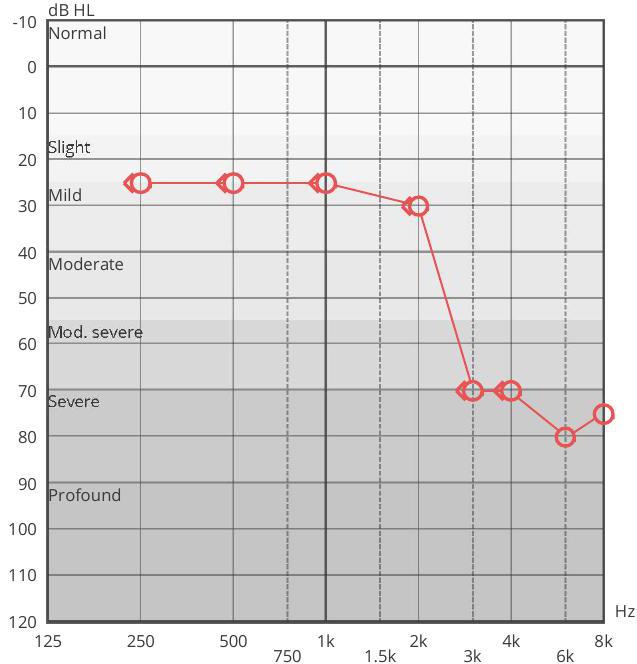 dB HL
-10
Normal
0
10
Slight
20
Mild
30
40
Moderate
50
Mod. severe
60
70
Severe
80
90
Profound
100
110
120
Hz
125 250 500 1k 2k 4k 8k
750 1.5k 3k 6k